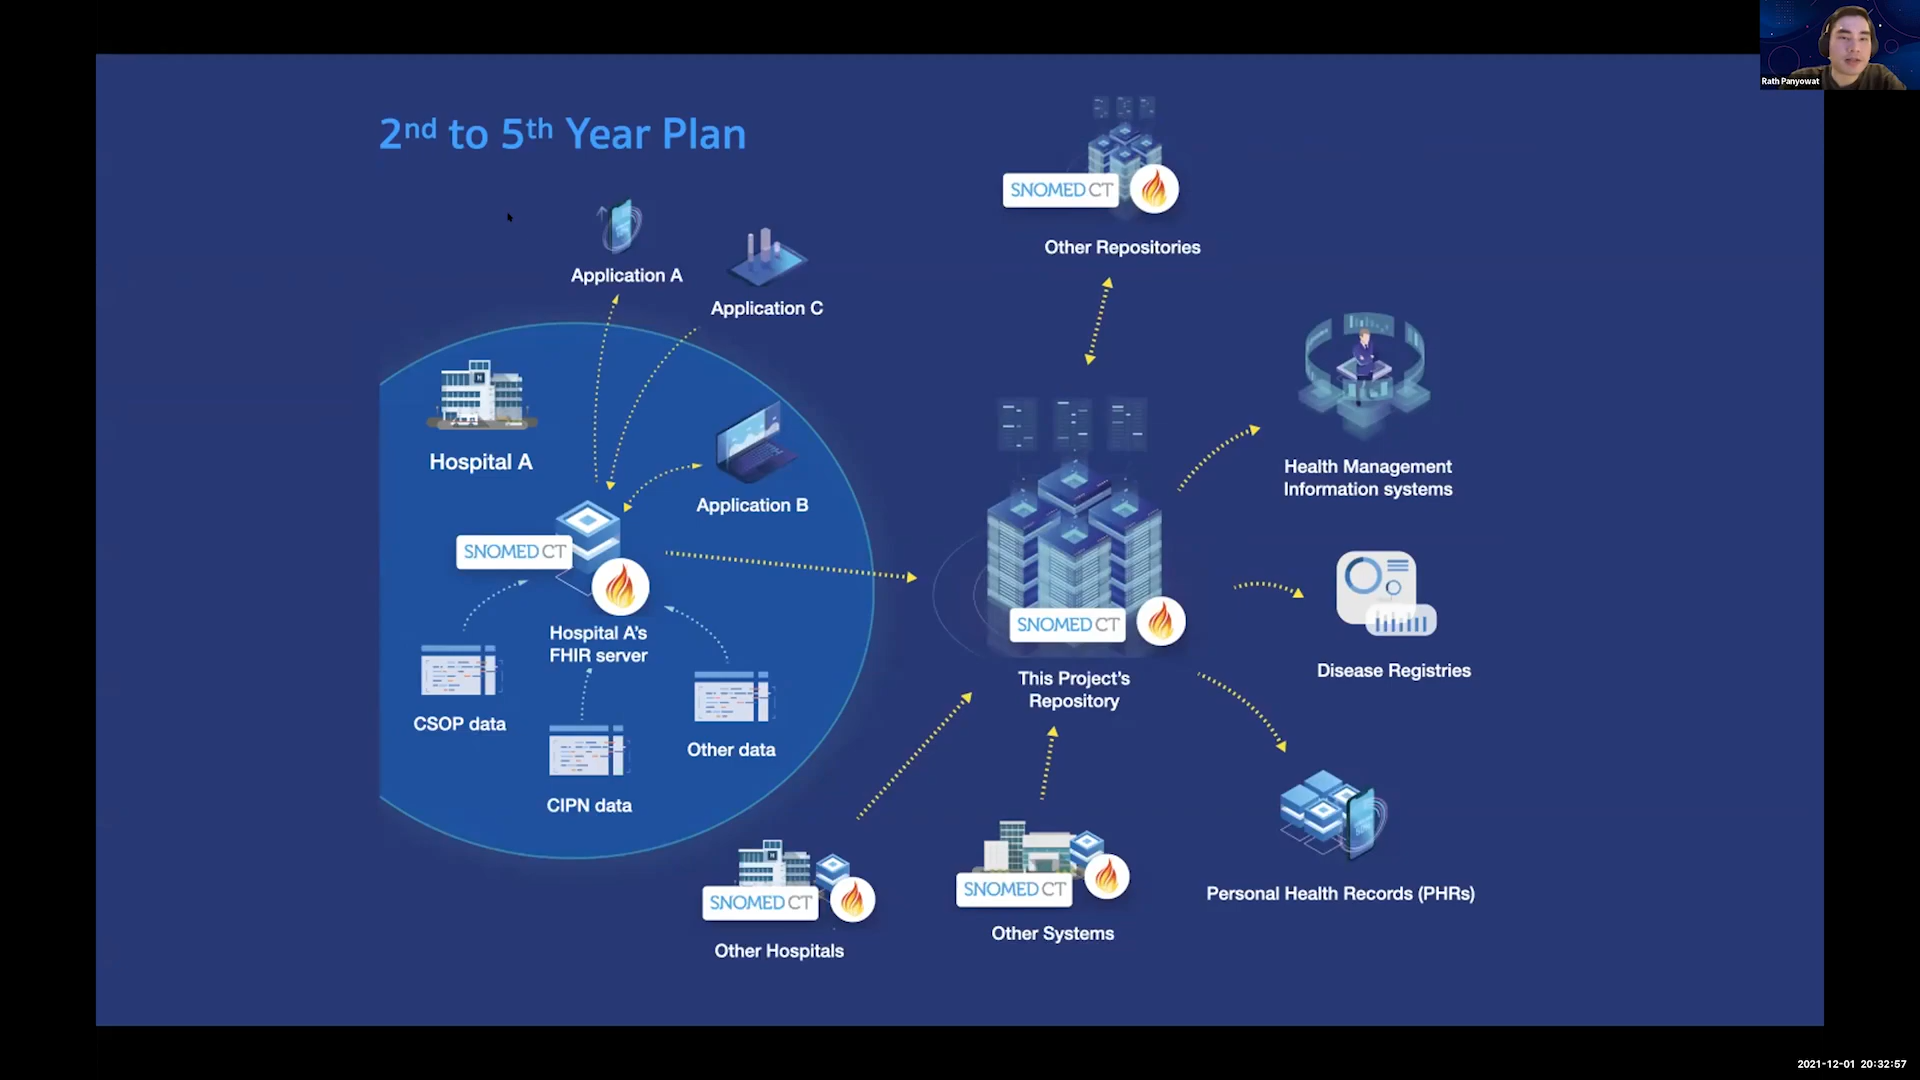 Rath Panyowat
2nd to 5th Year Plan
SNOMED CT
Other Repositories
Application A
Application C
Hospital A
Application B
SNOMED CT
Hospital A's
FHIR server
CSOP data
CIPN data
Other data
SNOMED CT
This Project's
Repository
Health Management
Information systems
Disease Registries
Personal Health Records (PHRs)
SNOMED CT
Other Hospitals
SNOMED CT
Other Systems
2021-12-01 20:32:57